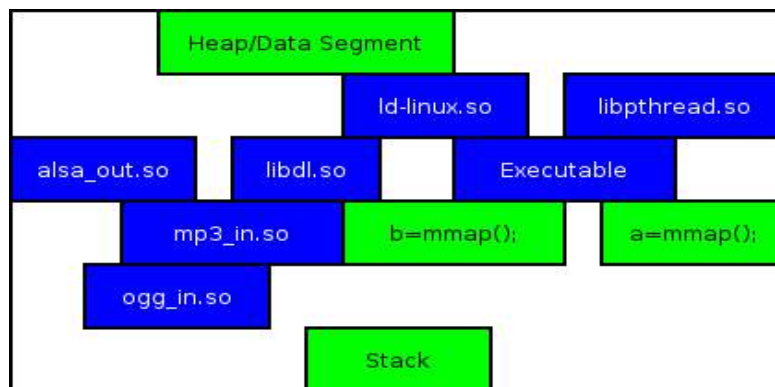 Heap/Data Segment
ld-linux.so
libpthread.so
alsa_out.so
libdl.so
Executable
mp3_in.so
b=mmap();
a=mmap();
ogg_in.so
Stack